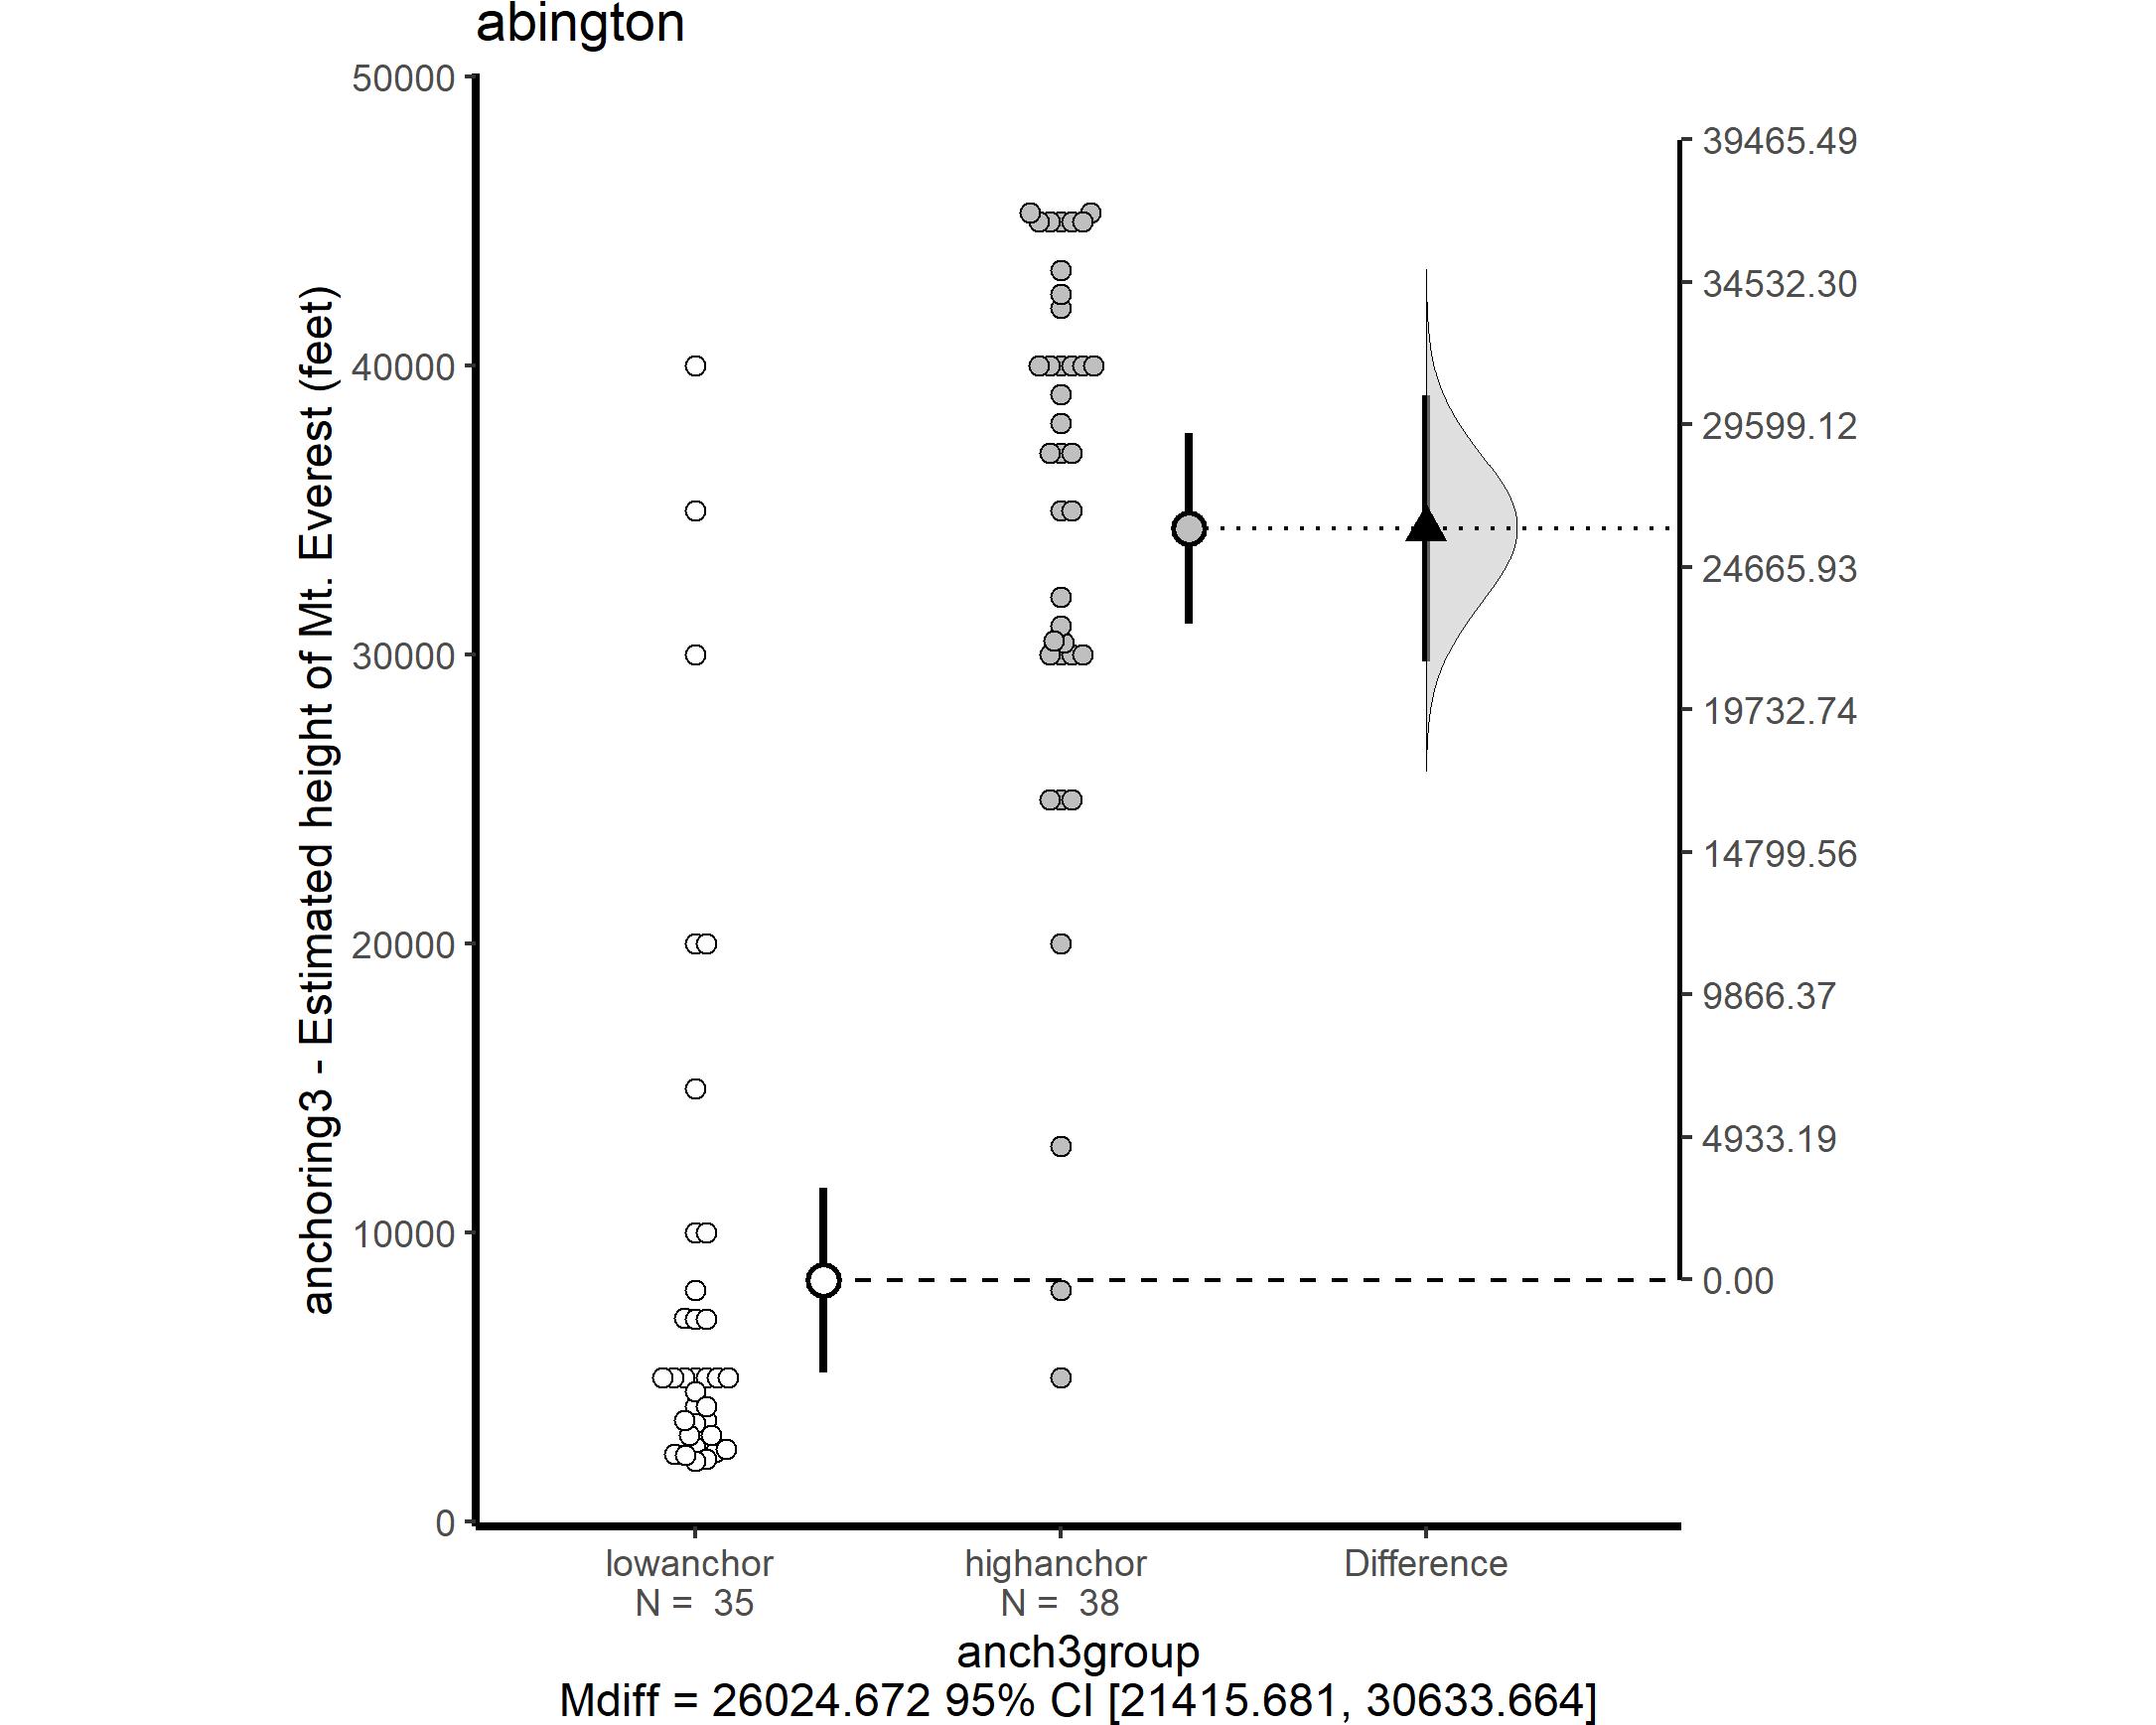 abington
anchoring3 - Estimated height of Mt. Everest (feet)
50000
40000
30000
20000
10000
0
39465.49
34532.30
29599.12
24665.93
19732.74
14799.56
9866.37
4933.19
0.00
lowanchor
N =  35
highanchor
N =  38
Difference
anch3group
Mdiff = 26024.672 95% CI [21415.681, 30633.664]